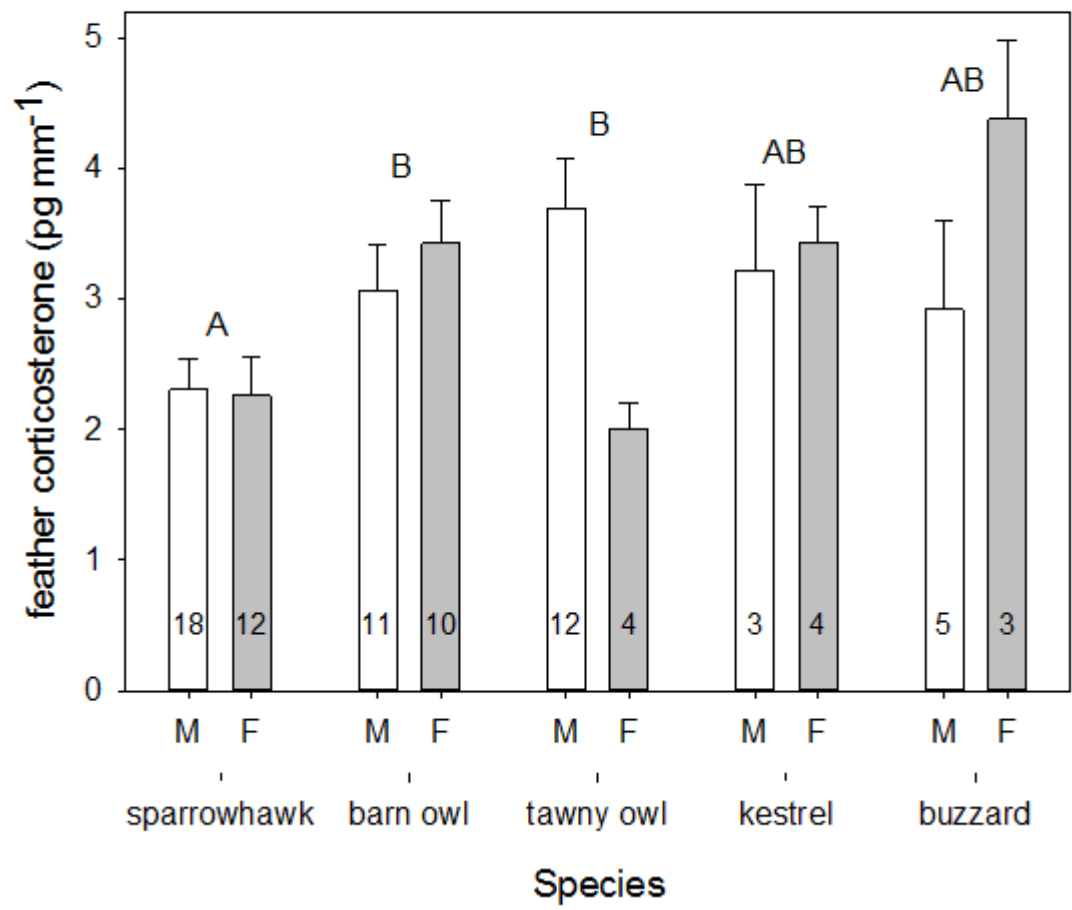 feather corticosterone (pg mm⁻¹)
5
4
3
2
1
0
A
B
B
AB
AB
18 12 11 10 12 4 3 4 5 3
M F M F M F M F M F
sparrowhawk barn owl tawny owl kestrel buzzard
Species